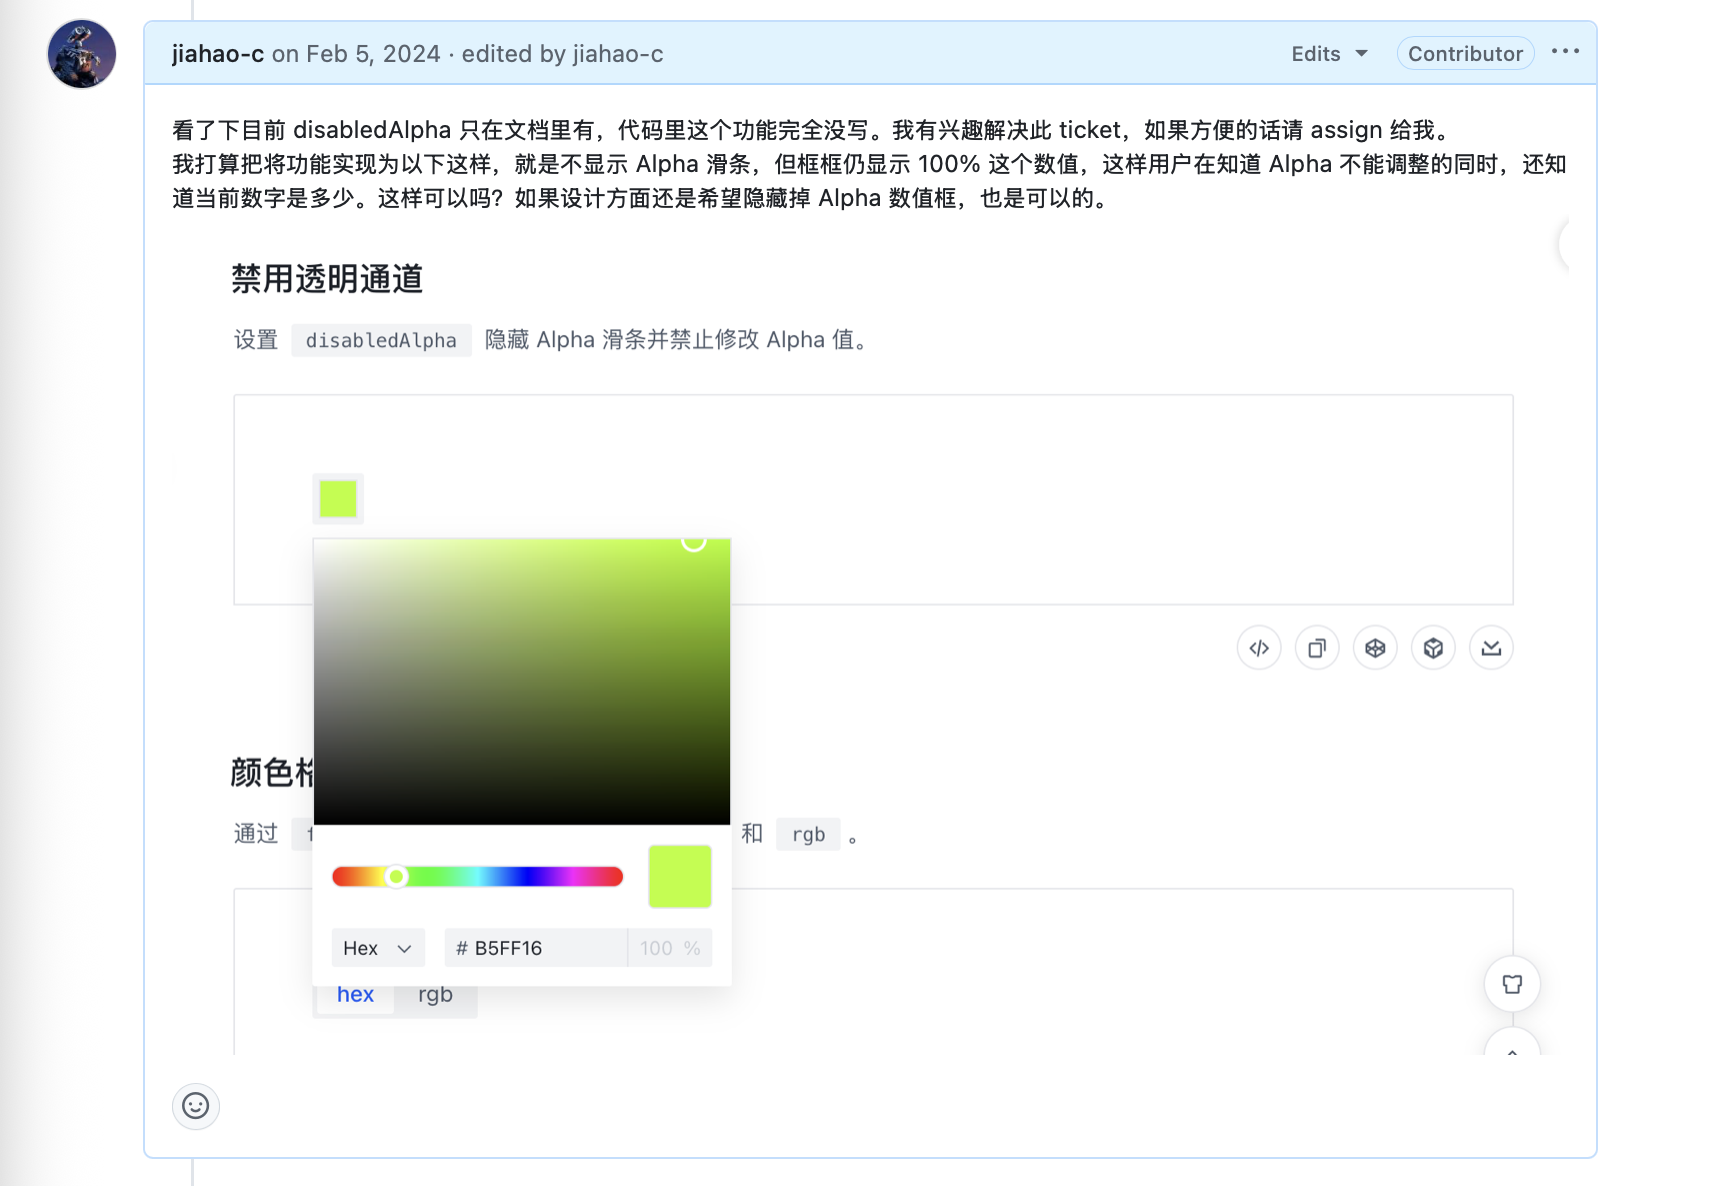 jiahao-c on Feb 5, 2024 · edited by jiahao-c Edits Contributor
看了下目前 disabledAlpha 只在文档里有，代码里这个功能完全没写。我有兴趣解决此 ticket，如果方便的话请 assign 给我。
我打算把将功能实现为以下这样，就是不显示 Alpha 滑条，但框框仍显示 100% 这个数值，这样用户在知道 Alpha 不能调整的同时，还知
道当前数字是多少。这样可以吗？如果设计方面还是希望隐藏掉 Alpha 数值框，也是可以的。
禁用透明通道
设置 disabledAlpha 隐藏 Alpha 滑条并禁止修改 Alpha 值。
颜色
通过 和 rgb 。
Hex # B5FF16 100 %
hex rgb